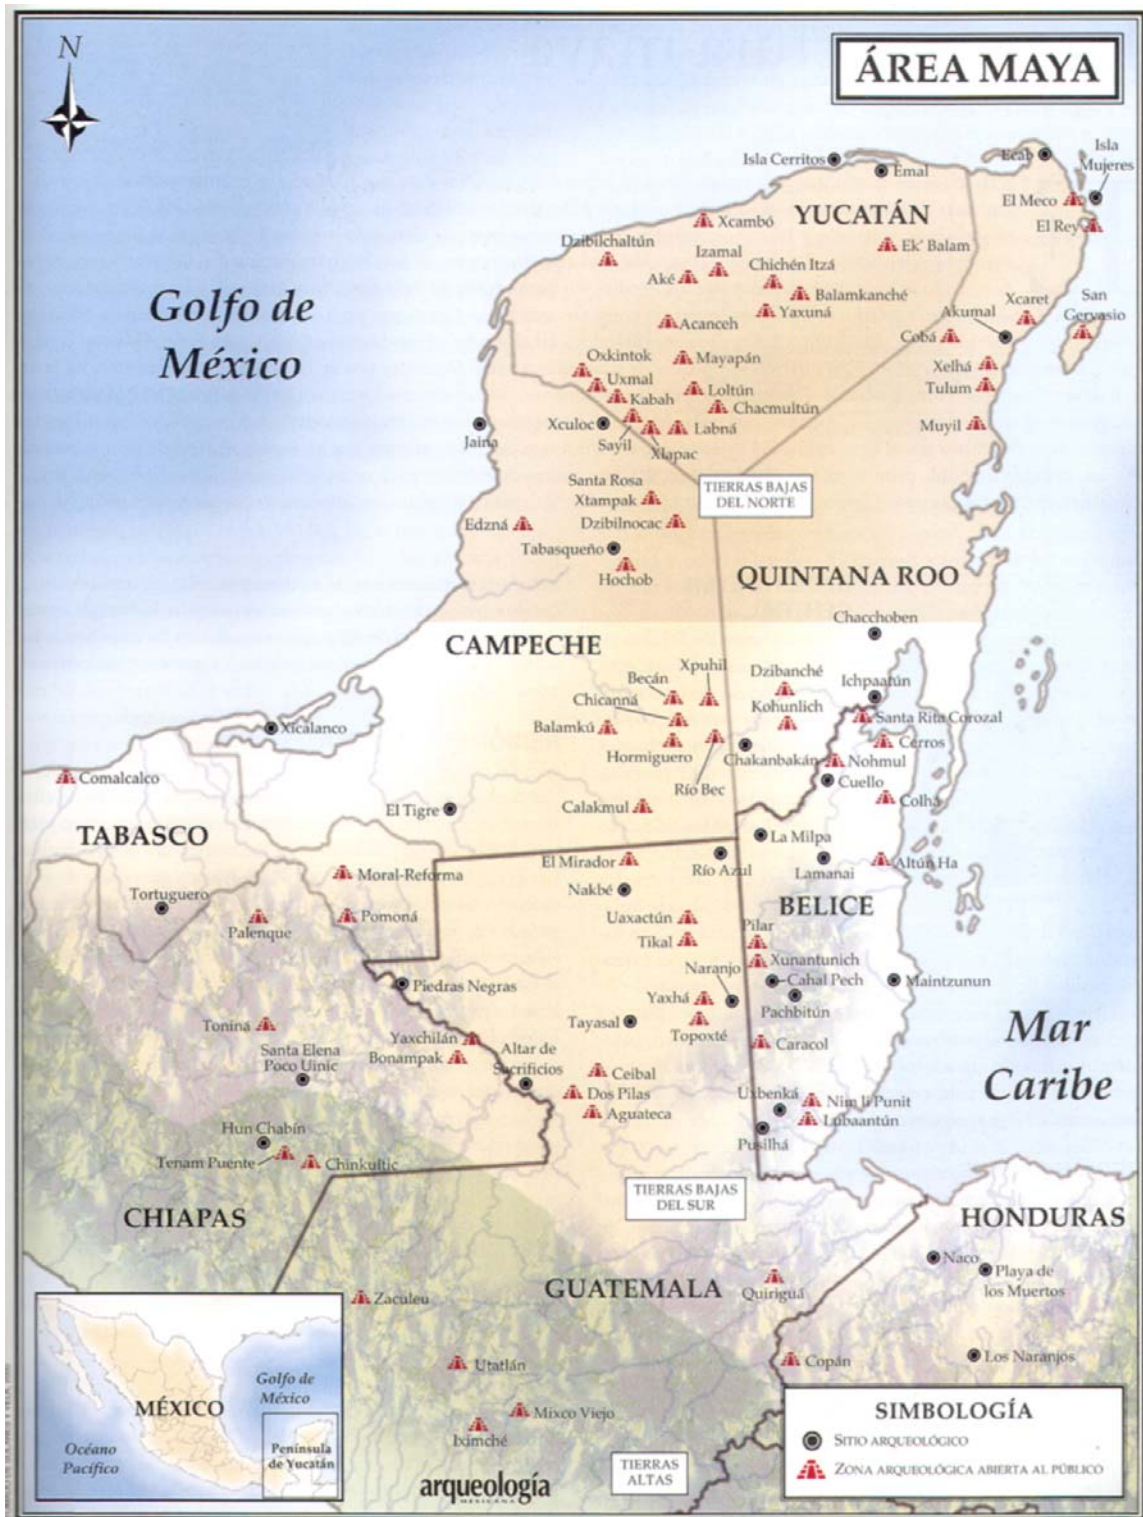 N
ÁREA MAYA
Isla Cerritos
Emal
Ecab
Isla
Mujeres
El Meco
El Rey
Xcambó
YUCATÁN
Ek' Balam
Dzibilchaltún
Izamal
Aké
Chichén Itzá
Balamkanché
Yaxuná
Golfo de
México
Acanceh
Akumal
Xcaret
San
Gervasio
Cobá
Oxkintok
Mayapán
Uxmal
Kabah
Loltún
Chacmultún
Xelhá
Tulum
Muyil
Jaina
Xculoc
Sayil
Xlapac
Labná
Santa Rosa
Xtampak
TIERRAS BAJAS
DEL NORTE
Edzná
Dzibilnocac
Tabasqueño
Hochob
QUINTANA ROO
CAMPECHE
Chacchoben
Xpuhil
Becán
Chicanná
Dzibanché
Ichpaatún
Kohunlich
Balamkú
Hormiguero
Santa Rita Corozal
Xicalanco
Cerros
Chakanbakán
Nohmul
Río Bec
Cuello
Comalcalco
Colhá
El Tigre
Calakmul
TABASCO
La Milpa
El Mirador
Río Azul
Lamanai
Altún Ha
Moral-Reforma
Nakbé
Tortuguero
BELICE
Palenque
Pomoná
Uaxactún
Tikal
Pilar
Xunantunich
Naranjo
Cahal Pech
Maintzunun
Piedras Negras
Yaxhá
Pachbitún
Toniná
Tayasal
Topoxté
Mar
Caribe
Yaxchilán
Caracol
Santa Elena
Poco Uinic
Bonampak
Altar de
Sacrificios
Ceibal
Dos Pilas
Aguateca
Uxbenká
Nim li Punit
Lubaantún
Pusilhá
Hun Chabín
Tenam Puente
Chinkultic
TIERRAS BAJAS
DEL SUR
CHIAPAS
HONDURAS
Naco
Playa de
los Muertos
GUATEMALA
Quiriguá
Zaculeu
Utatlán
Copán
Los Naranjos
Mixco Viejo
Iximché
TIERRAS
ALTAS
Golfo de
México
MÉXICO
Océano
Pacífico
Península
de Yucatán
arqueología
MEXICANA
SIMBOLOGÍA
SITIO ARQUEOLÓGICO
ZONA ARQUEOLÓGICA ABIERTA AL PÚBLICO